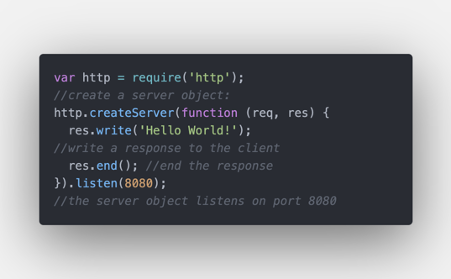 var http = require('http');
//create a server object:
http.createServer(function (req, res) {
  res.write('Hello World!');
//write a response to the client
  res.end(); //end the response
}).listen(8080);
//the server object listens on port 8080